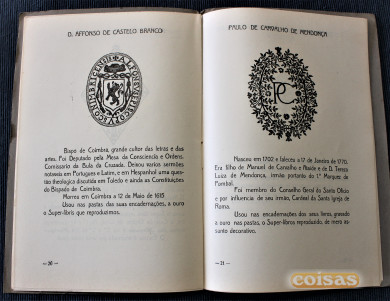 D. AFFONSO DE CASTELO BRANCO
Bispo de Coimbra, grande cultor das letras e das
artes. Foi Deputado pela Mesa da Consciencia e Ordens,
Comissario da Bula da Cruzada. Deixou varios sermões
notaveis em Portugues e Latim, e em Hespanhol uma questão
theologica discutida em Toledo e ainda as Constituições
do Bispado de Coimbra.
Morreu em Coimbra a 12 de Maio de 1615
Usou nas pastas das suas encadernações, a ouro
o Super-libris que reproduzimos.
— 20 —
PAULO DE CARVALHO DE MENDONÇA
PC
Nasceu em 1702 e faleceu a 17 de Janeiro de 1770.
Era filho de Manuel de Carvalho e Ataide e de D. Tereza
Luiza de Mendonça, irmão portanto do 1.º Marques de
Pombal.
Foi membro do Conselho Geral do Santo Oficio
e por influencia de seu irmão, Cardeal da Santa Igreja de
Roma.
Usou nas encadernações dos seus livros, gravado
a ouro nas pastas, o Super-libros reproduzido, de mero as-
sunto decorativo.
— 21 —
coisas